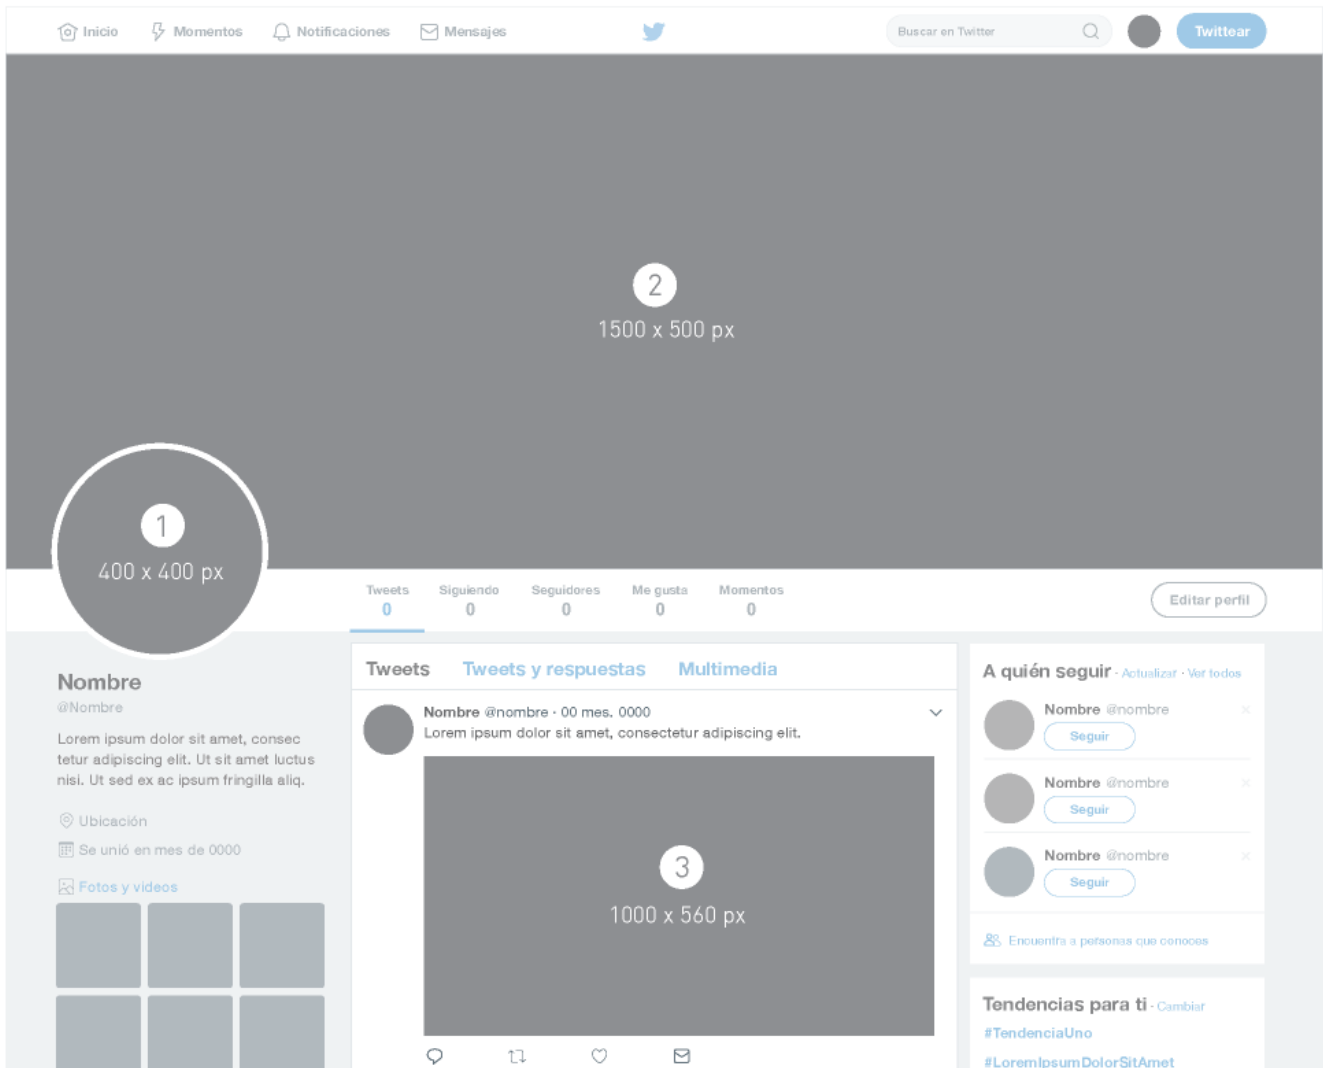 Inicio Momentos Notificaciones Mensajes Buscar en Twitter Twittear
2
1500 x 500 px
1
400 x 400 px
Tweets Siguiendo Seguidores Me gusta Momentos
0 0 0 0 0
Editar perfil
Nombre
@Nombre
Lorem ipsum dolor sit amet, consec
tetur adipiscing elit. Ut sit amet luctus
nisi. Ut sed ex ac ipsum fringilla aliq.
Ubicación
Se unió en mes de 0000
Fotos y videos
Tweets Tweets y respuestas Multimedia
Nombre @nombre · 00 mes. 0000
Lorem ipsum dolor sit amet, consectetur adipiscing elit.
3
1000 x 560 px
A quién seguir · Actualizar · Ver todos
Nombre @nombre
Seguir
Nombre @nombre
Seguir
Nombre @nombre
Seguir
Encuentra a personas que conoces
Tendencias para ti · Cambiar
#TendenciaUno
#LoremIpsumDolorSitAmet